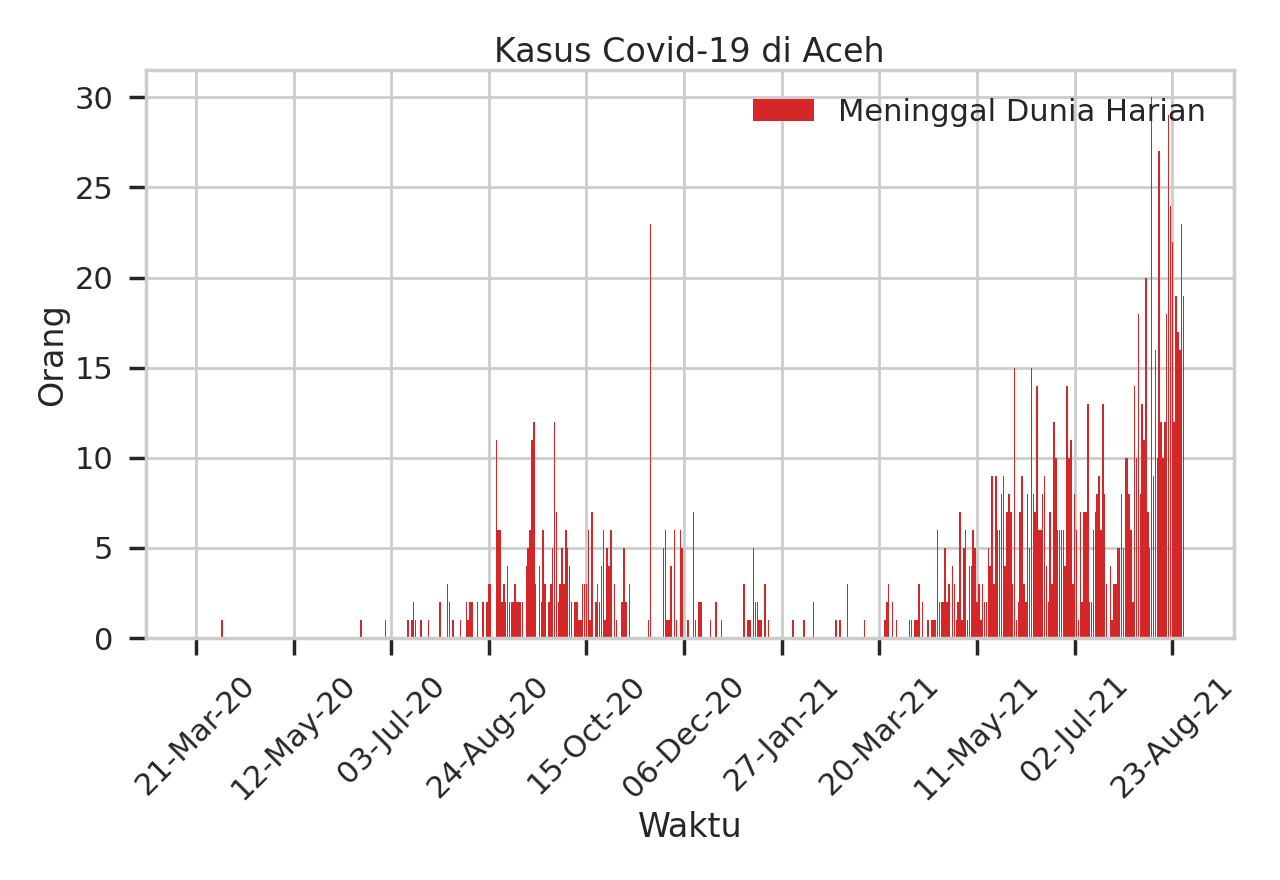 Kasus Covid-19 di Aceh
Meninggal Dunia Harian
30
25
20
15
10
5
0
Orang
21-Mar-20
12-May-20
03-Jul-20
24-Aug-20
15-Oct-20
06-Dec-20
27-Jan-21
20-Mar-21
11-May-21
02-Jul-21
23-Aug-21
Waktu